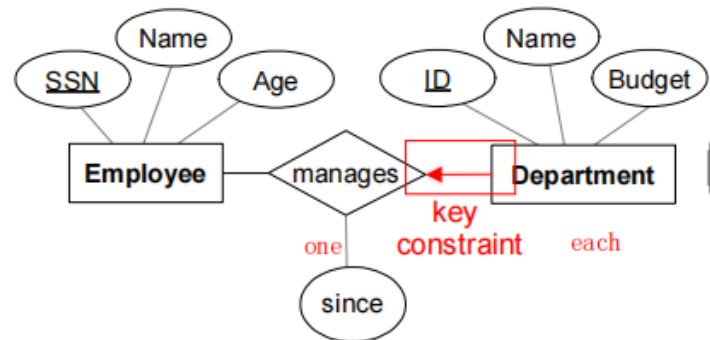 Name
SSN
Age
Name
ID
Budget
Employee
manages
Department
key
constraint
one
each
since